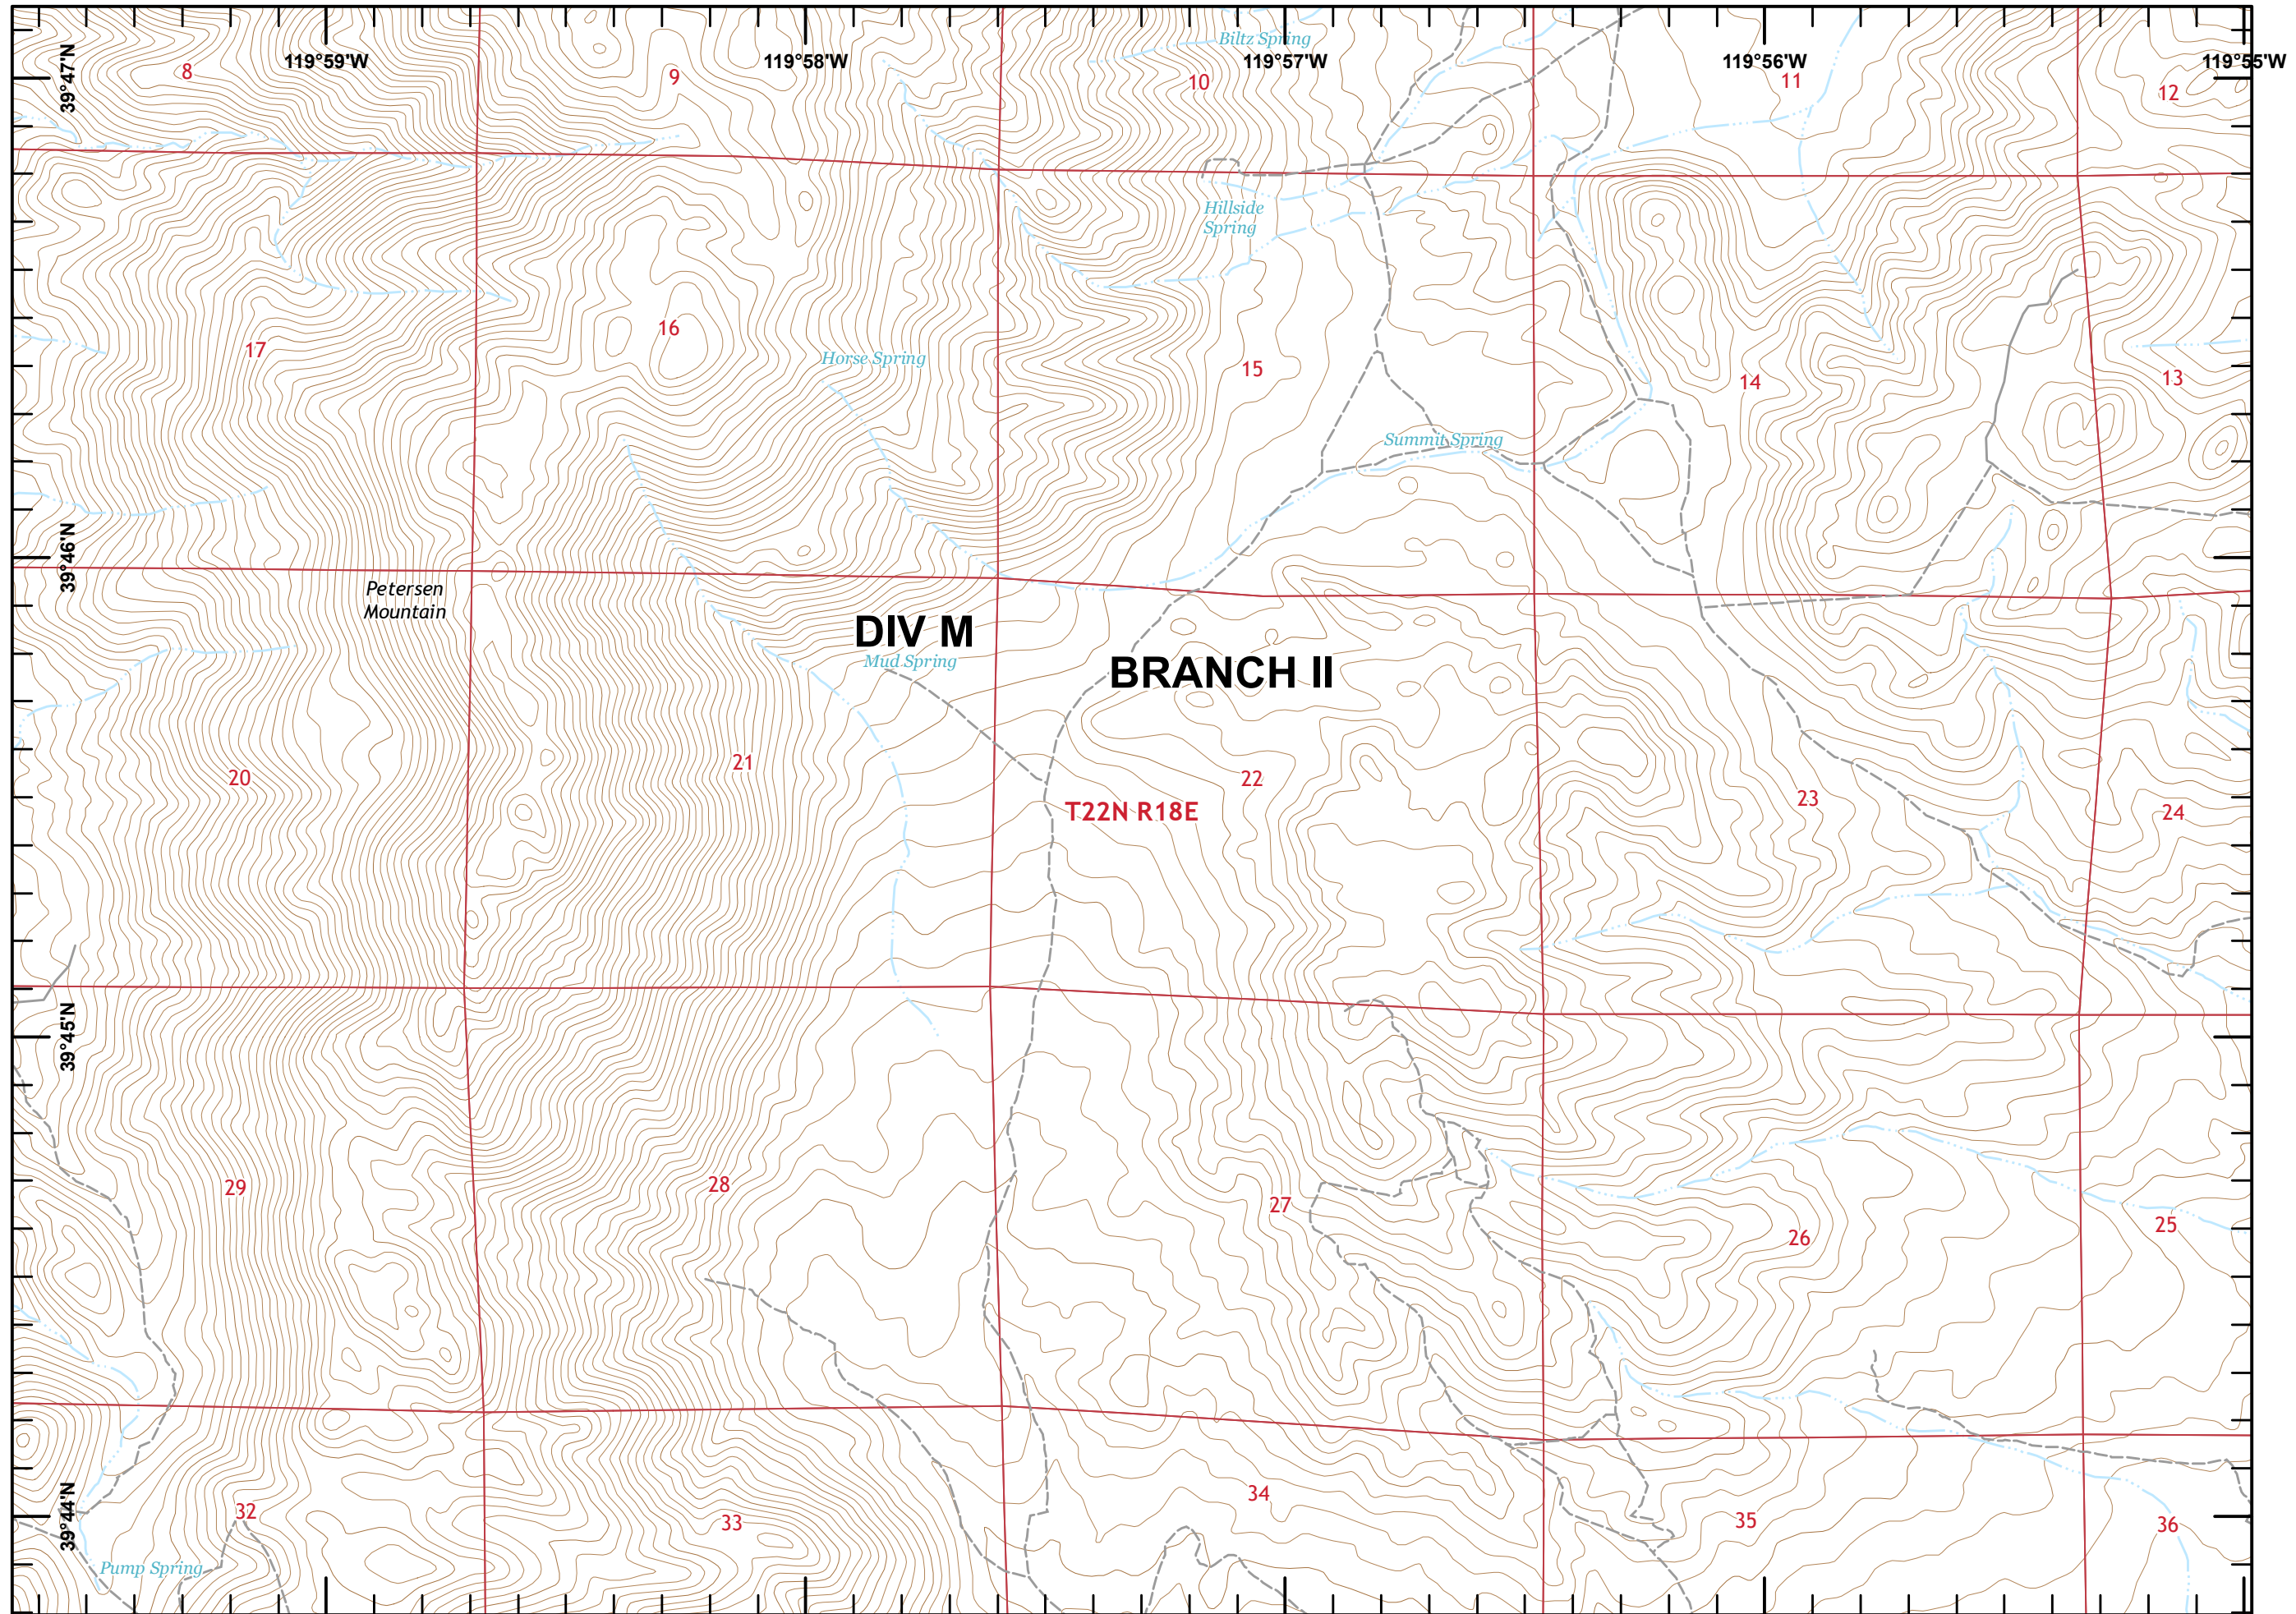 Biltz Spring
119°59'W
119°58'W
119°57'W
119°56'W
119°55'W
39°47'N
8
9
10
11
12
Hillside
Spring
17
16
Horse Spring
15
14
13
Summit Spring
39°46'N
Petersen
Mountain
DIV M
Mud Spring
BRANCH II
20
21
22
T22N R18E
23
24
39°45'N
29
28
27
26
25
39°44'N
32
33
34
35
36
Pump Spring